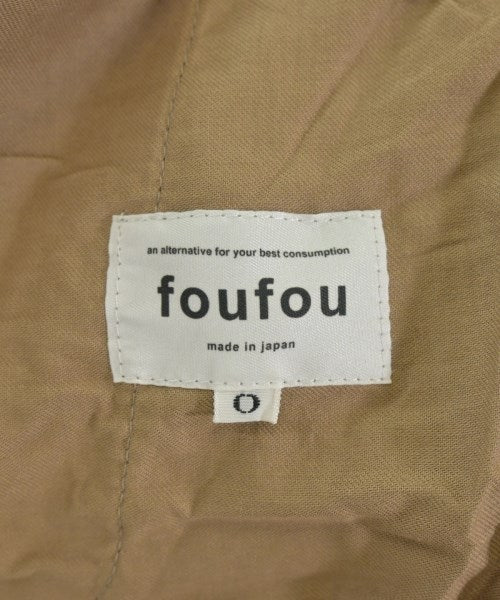 an alternative for your best consumption
foufou
made in japan
0